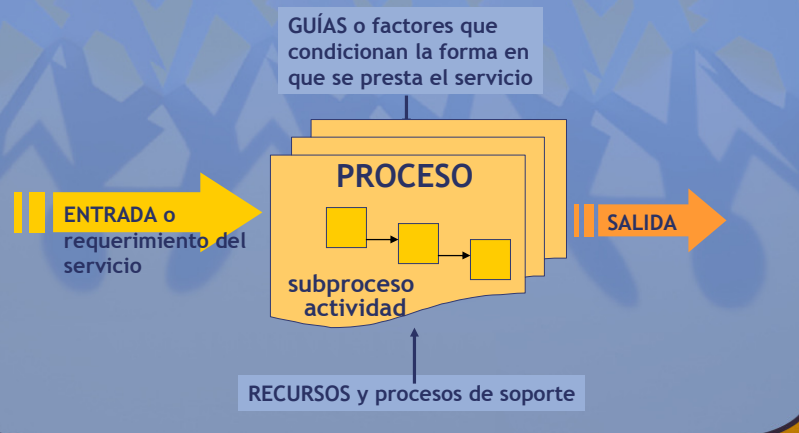 GUÍAS o factores que
condicionan la forma en
que se presta el servicio
PROCESO
ENTRADA o
requerimiento del
servicio
SALIDA
subproceso
actividad
RECURSOS y procesos de soporte